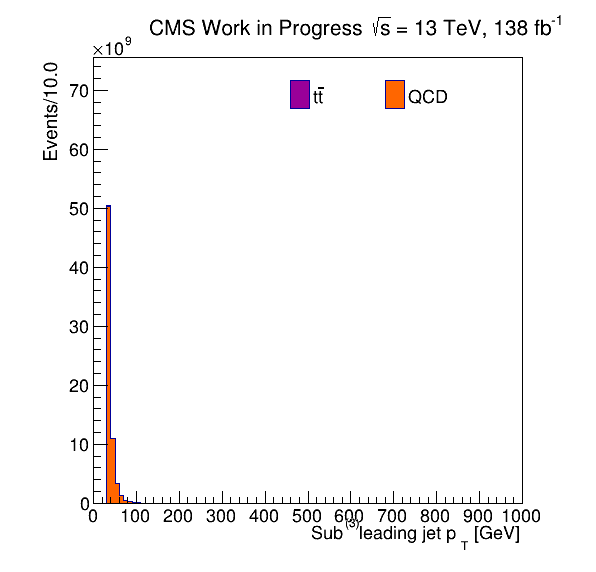 CMS Work in Progress √s = 13 TeV, 138 fb⁻¹
×10⁹
Events/10.0
tt̄
QCD
70
60
50
40
30
20
10
0
0 100 200 300 400 500 600 700 800 900 1000
Sub⁽³⁾leading jet p_T [GeV]